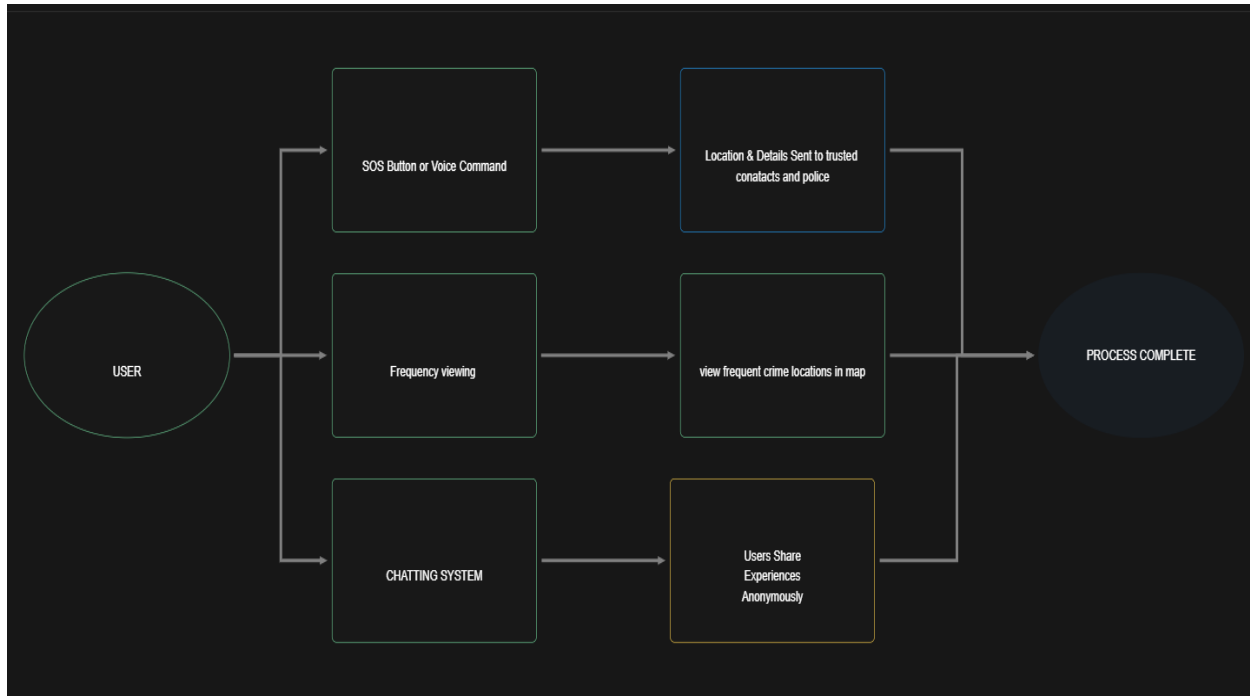 SOS Button or Voice Command
Location & Details Sent to trusted
conatacts and police
USER
Frequency viewing
view frequent crime locations in map
PROCESS COMPLETE
CHATTING SYSTEM
Users Share
Experiences
Anonymously